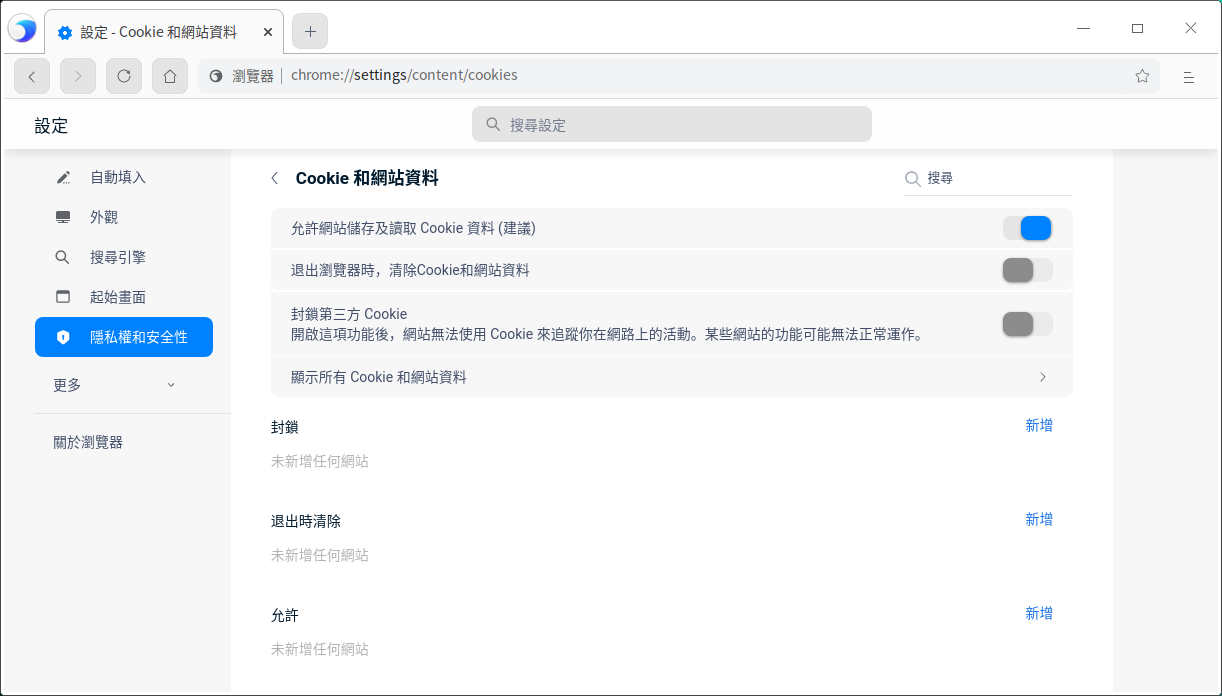 設定 - Cookie 和網站資料
瀏覽器 | chrome://settings/content/cookies
設定
搜尋設定
自動填入
外觀
搜尋引擎
起始畫面
隱私權和安全性
更多
關於瀏覽器
Cookie 和網站資料
搜尋
允許網站儲存及讀取 Cookie 資料 (建議)
退出瀏覽器時，清除Cookie和網站資料
封鎖第三方 Cookie
開啟這項功能後，網站無法使用 Cookie 來追蹤你在網路上的活動。某些網站的功能可能無法正常運作。
顯示所有 Cookie 和網站資料
封鎖
新增
未新增任何網站
退出時清除
新增
未新增任何網站
允許
新增
未新增任何網站